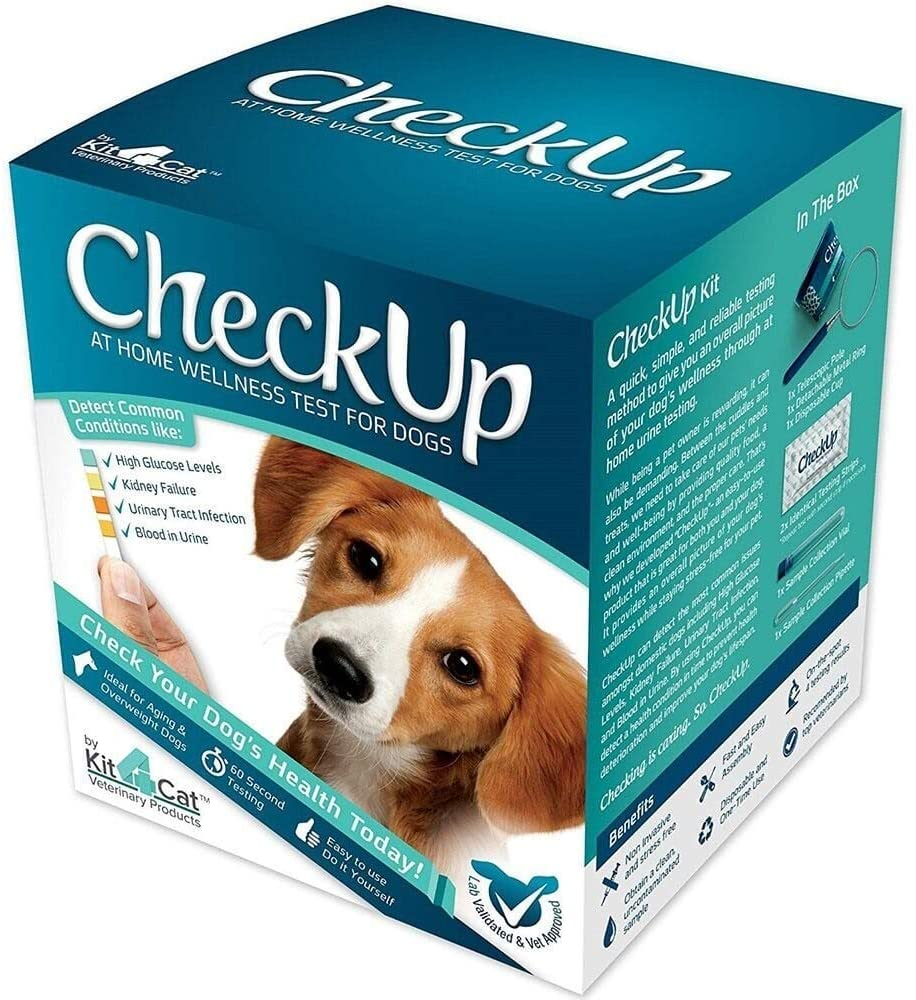 CheckUp
AT HOME WELLNESS TEST FOR DOGS
by
Kit4Cat™
Veterinary Products
CheckUp
AT HOME WELLNESS TEST FOR DOGS
Detect Common
Conditions like:
High Glucose Levels
Kidney Failure
Urinary Tract Infection
Blood in Urine
Check Your Dog's Health Today!
Ideal for Aging &
Overweight Dogs
60 Second
Testing
Easy to use
Do it Yourself
by
Kit4Cat™
Veterinary Products
Lab Validated & Vet Approved
CheckUp Kit
A quick, simple, and reliable testing
method to give you an overall picture
of your dog's wellness through at
home urine testing.
While being a pet owner is rewarding, it can
also be demanding. Between the cuddles and
treats, we need to take care of our pets' needs
and well-being by providing quality food, a
clean environment and the proper care. That's
why we developed "CheckUp" an easy-to-use
product that is great for both you and your dog.
It provides an overall picture of your dog's
wellness while staying stress-free for your pet.
CheckUp can detect the most common issues
amongst domestic dogs including High Glucose
Levels, Kidney Failure, Urinary Tract Infection,
and Blood in Urine. By using CheckUp, you can
detect a health condition in time to prevent health
deterioration and improve your dog's lifespan.
Checking is caring. So, CheckUp.
In The Box
CheckUp
1x Telescopic Pole
1x Detachable Metal Ring
1x Disposable Cup
CheckUp
2x Identical Testing Strips
1x Sample Collection Vial
1x Sample Collection Pipette
Benefits
Non Invasive
and stress free
Fast and Easy
Assembly
On-the-spot
4 testing results
Obtain a clean,
uncontaminated
sample
Disposable and
One-Time Use
Recomended by
top veterinarians